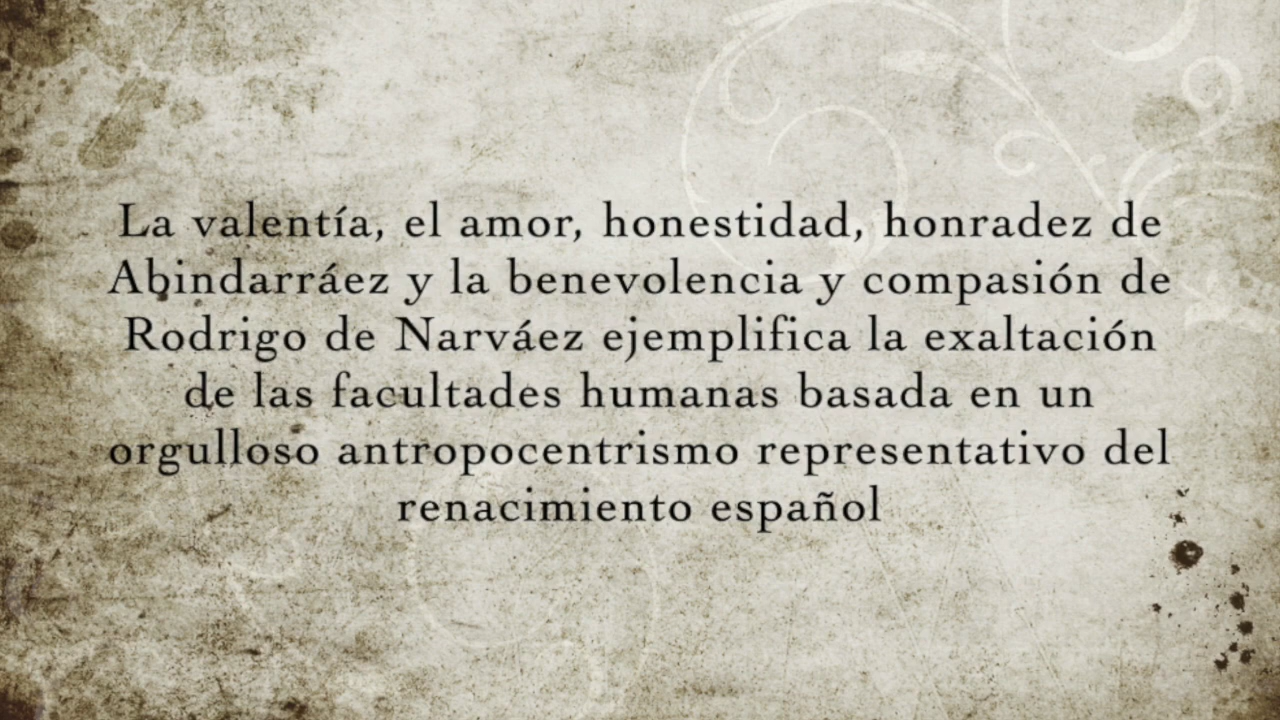 La valentía, el amor, honestidad, honradez de
Abindarráez y la benevolencia y compasión de
Rodrigo de Narváez ejemplifica la exaltación
de las facultades humanas basada en un
orgulloso antropocentrismo representativo del
renacimiento español